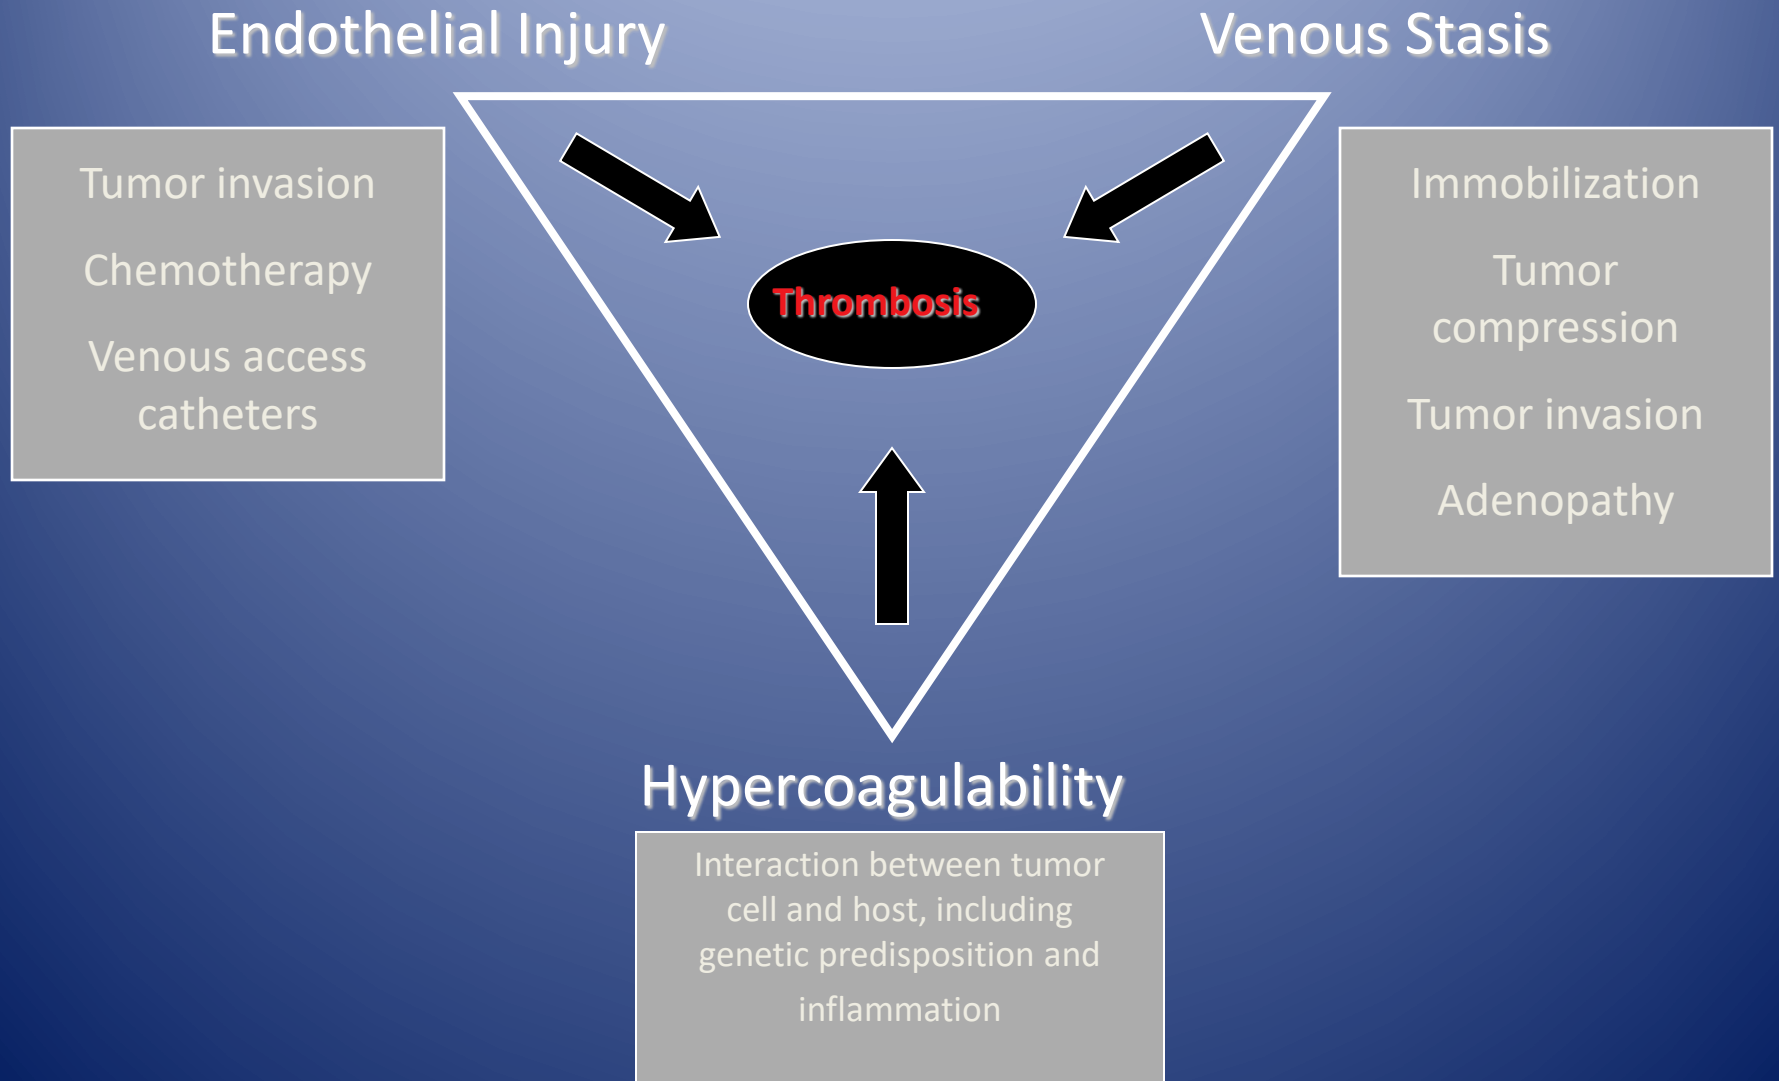 Endothelial Injury
Venous Stasis
Tumor invasion
Chemotherapy
Venous access
catheters
Thrombosis
Immobilization
Tumor
compression
Tumor invasion
Adenopathy
Hypercoagulability
Interaction between tumor
cell and host, including
genetic predisposition and
inflammation